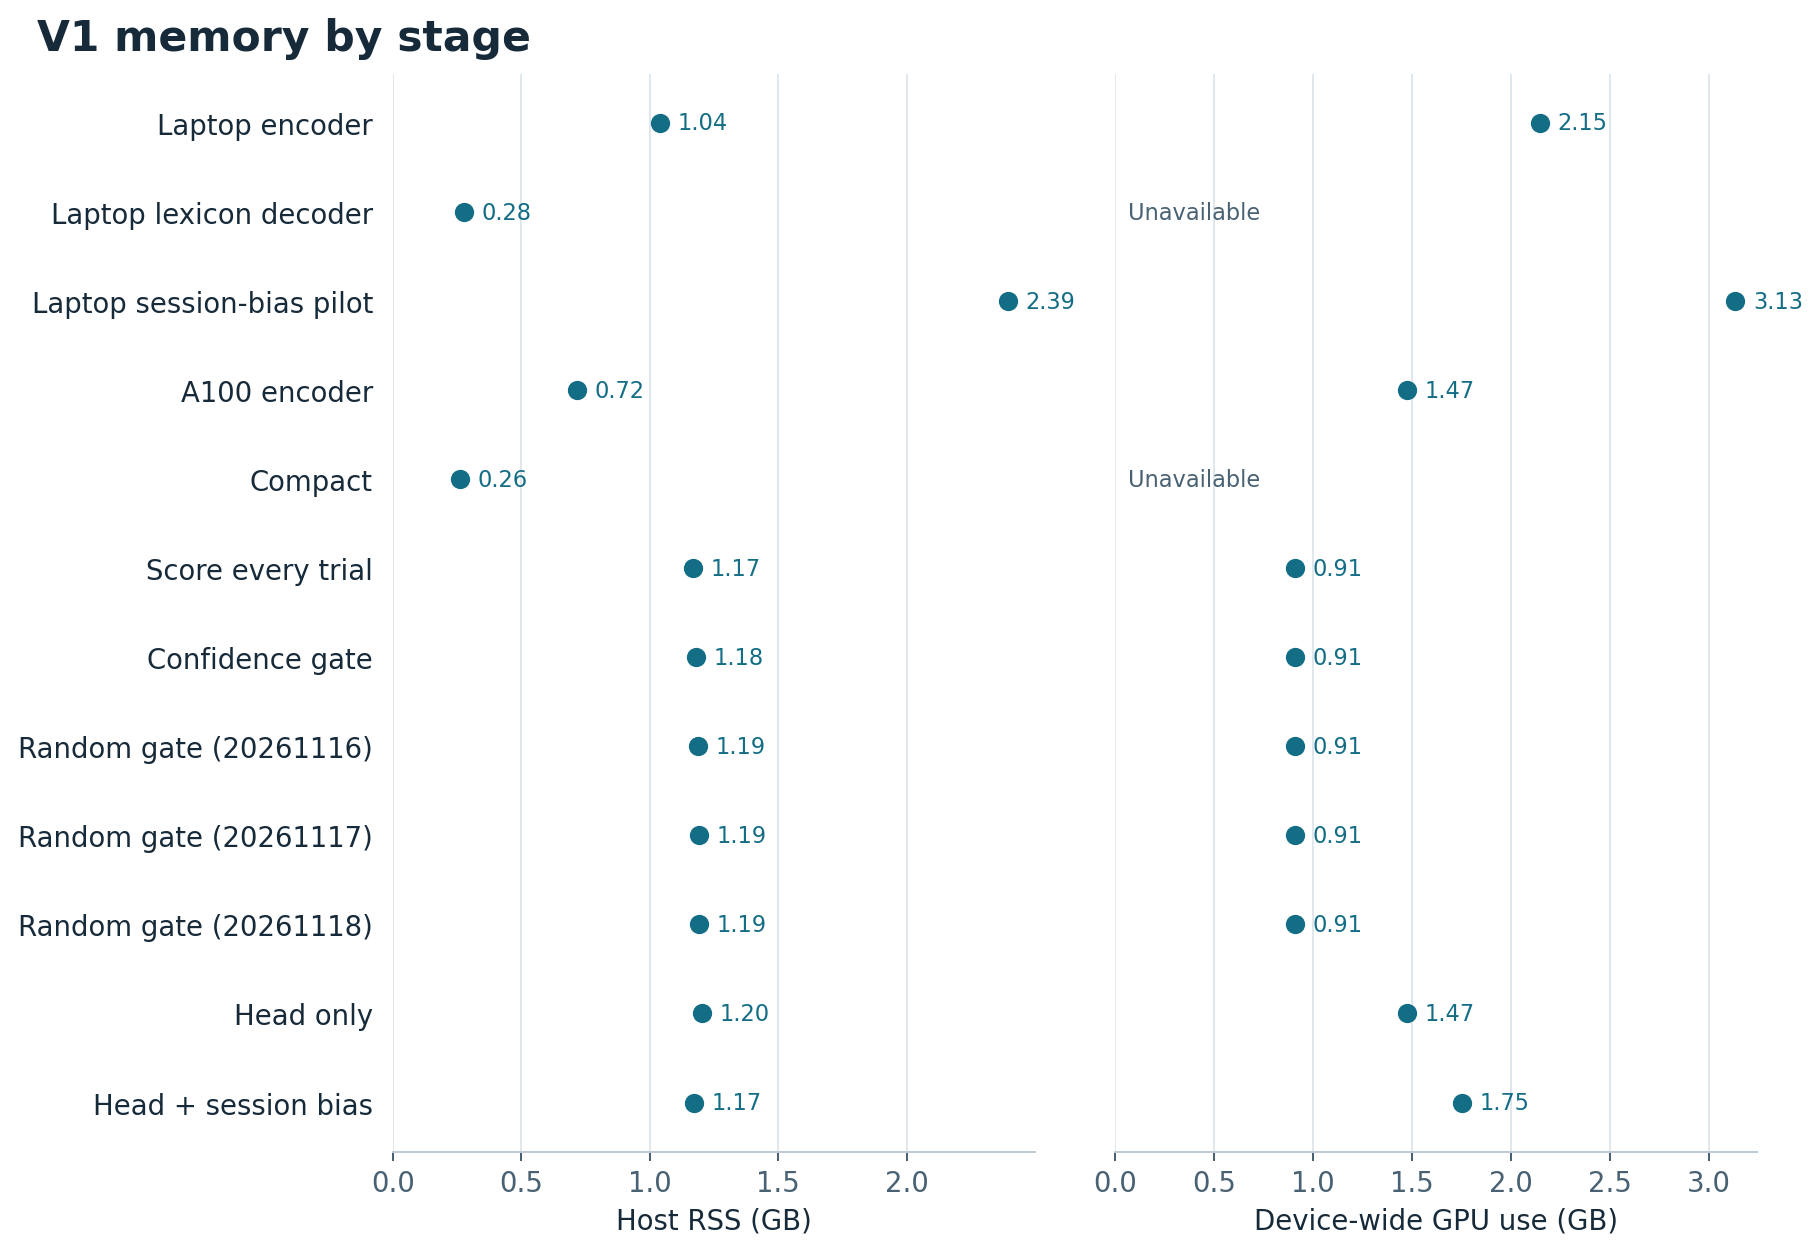 V1 memory by stage
Laptop encoder 1.04 2.15
Laptop lexicon decoder 0.28 Unavailable
Laptop session-bias pilot 2.39 3.13
A100 encoder 0.72 1.47
Compact 0.26 Unavailable
Score every trial 1.17 0.91
Confidence gate 1.18 0.91
Random gate (20261116) 1.19 0.91
Random gate (20261117) 1.19 0.91
Random gate (20261118) 1.19 0.91
Head only 1.20 1.47
Head + session bias 1.17 1.75
0.0 0.5 1.0 1.5 2.0 0.0 0.5 1.0 1.5 2.0 2.5 3.0
Host RSS (GB) Device-wide GPU use (GB)